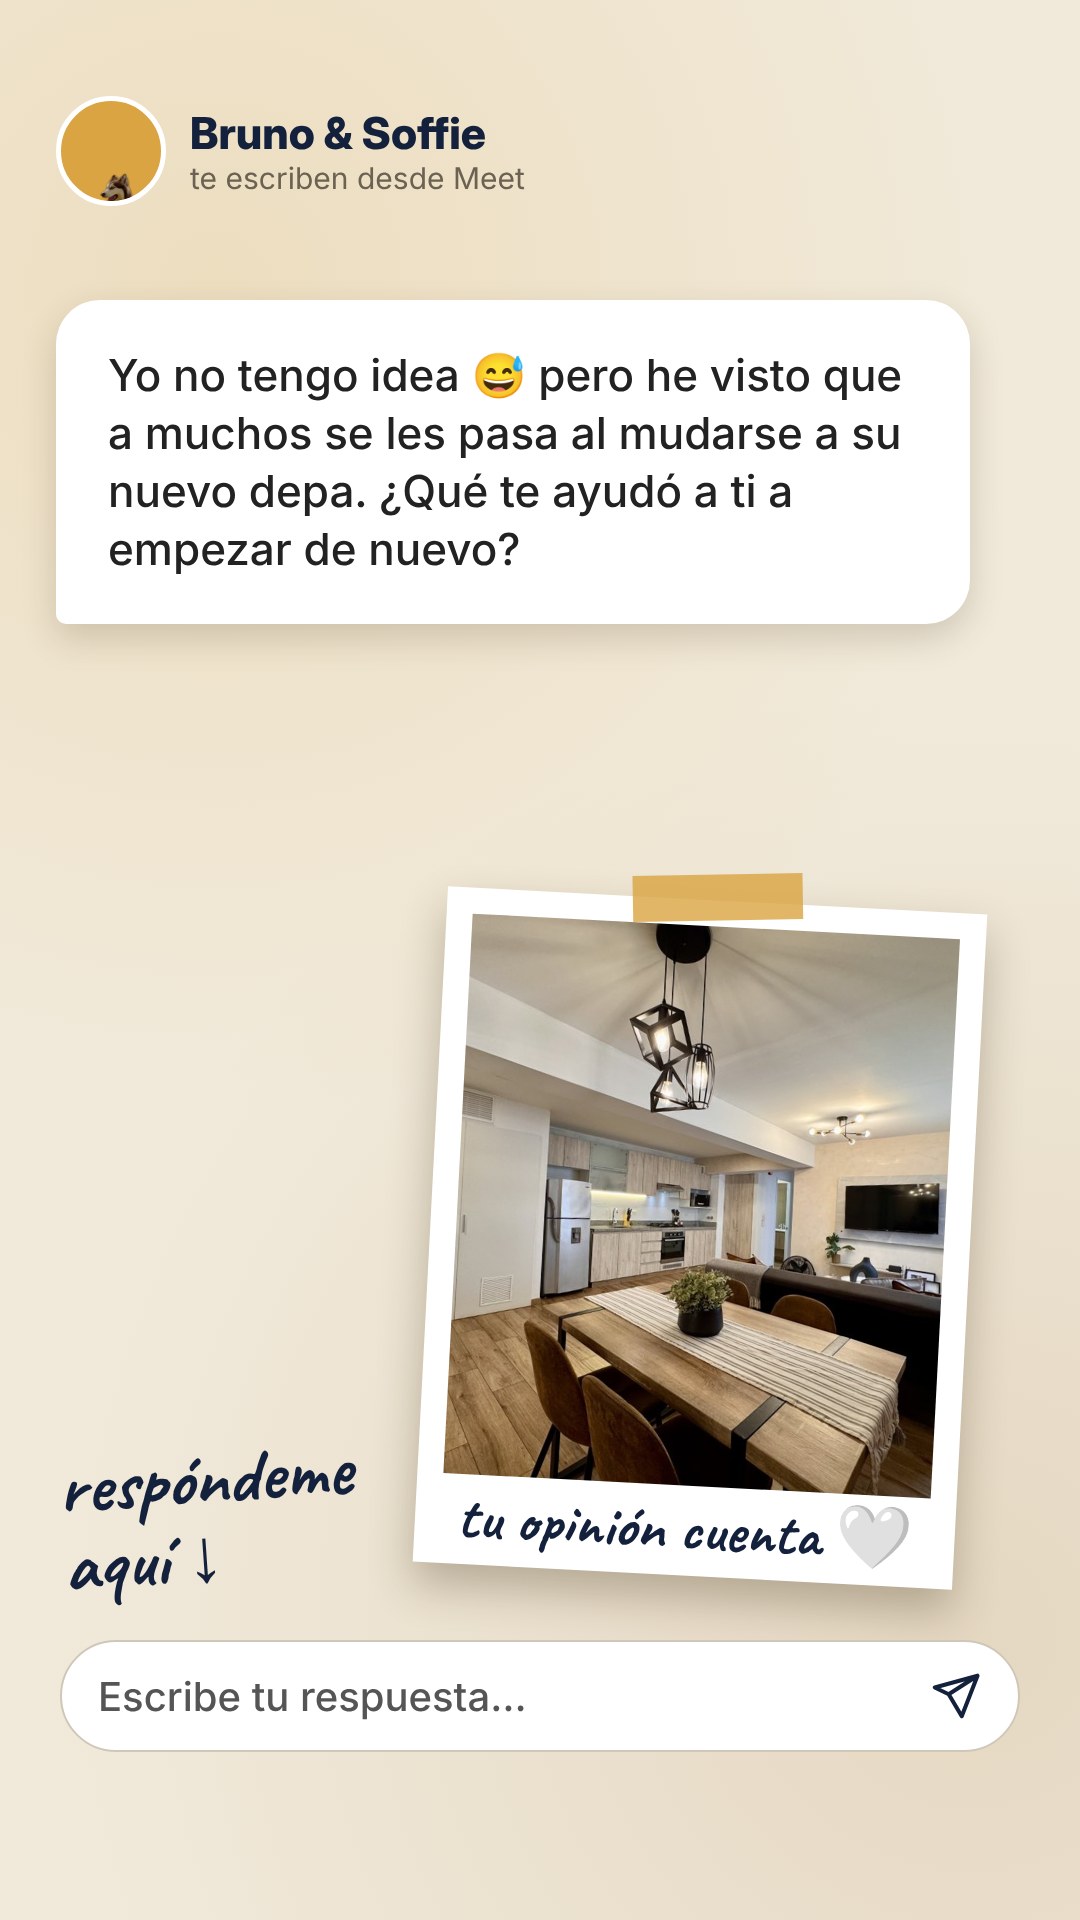 Bruno & Soffie
te escriben desde Meet
Yo no tengo idea 😅 pero he visto que
a muchos se les pasa al mudarse a su
nuevo depa. ¿Qué te ayudó a ti a
empezar de nuevo?
tu opinión cuenta 🤍
respóndeme
aquí ↓
Escribe tu respuesta...